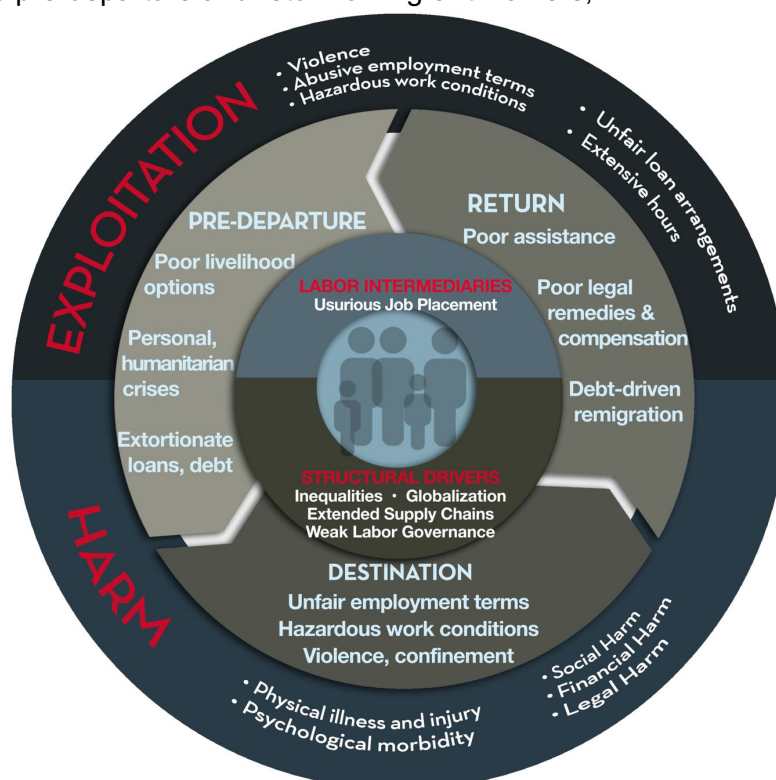 EXPLOITATION
• Violence
• Abusive employment terms
• Hazardous work conditions
• Unfair loan arrangements
• Extensive hours
PRE-DEPARTURE
Poor livelihood
options
Personal,
humanitarian
crises
Extortionate
loans, debt
RETURN
Poor assistance
Poor legal
remedies &
compensation
Debt-driven
remigration
LABOR INTERMEDIARIES
Usurious Job Placement
STRUCTURAL DRIVERS
Inequalities • Globalization
Extended Supply Chains
Weak Labor Governance
DESTINATION
Unfair employment terms
Hazardous work conditions
Violence, confinement
HARM
• Physical illness and injury
• Psychological morbidity
• Social Harm
• Financial Harm
• Legal Harm